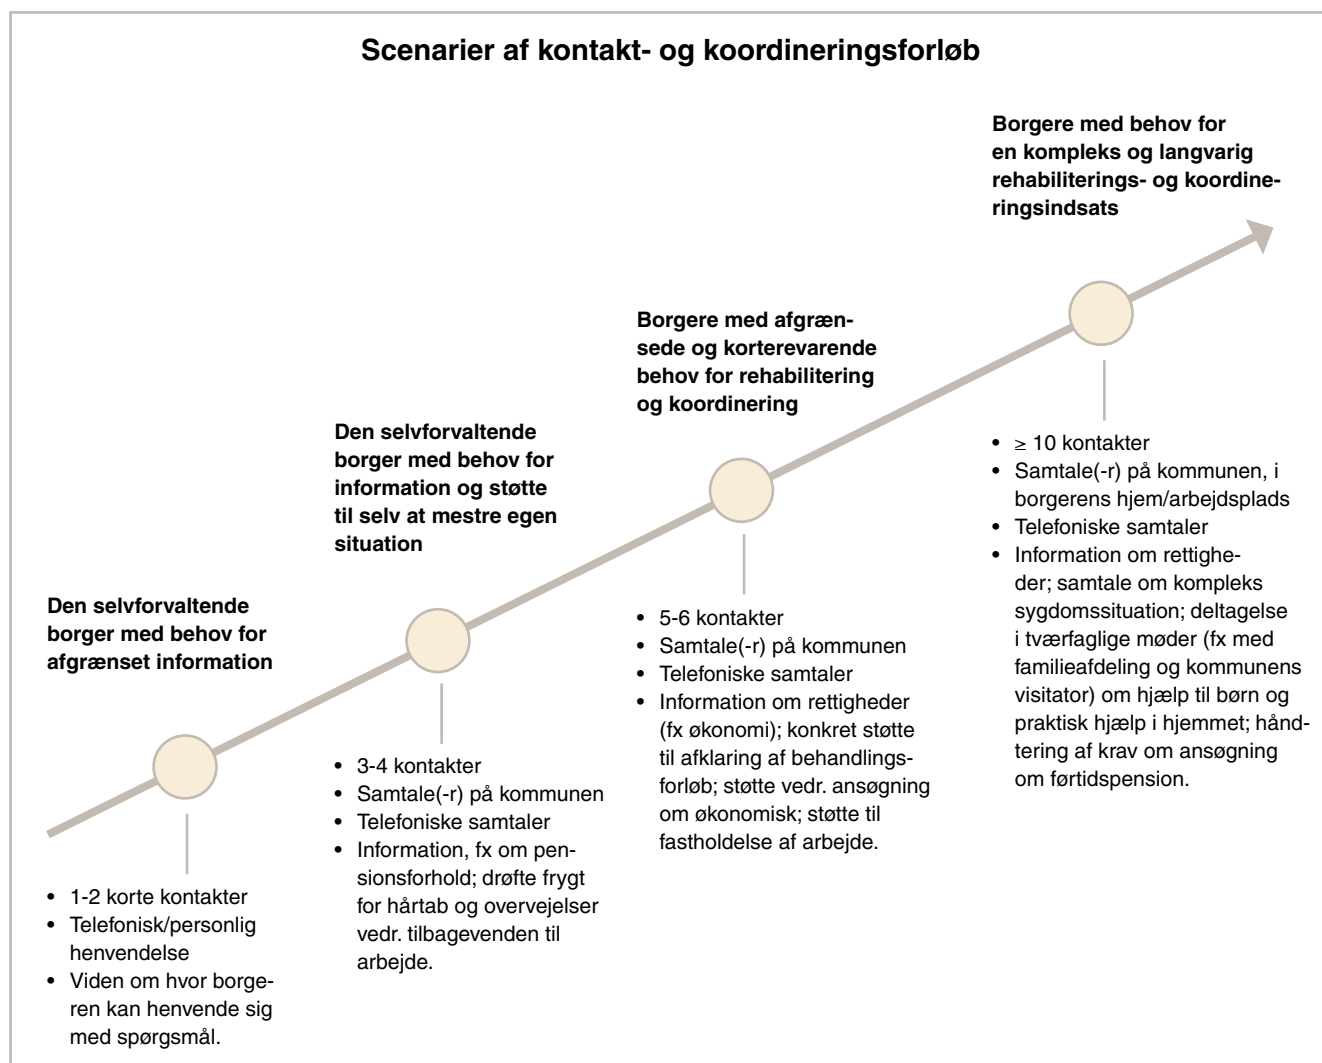 Scenarier af kontakt- og koordineringsforløb
Den selvforvaltende
borger med behov for
afgrænset information
• 1-2 korte kontakter
• Telefonisk/personlig
henvendelse
• Viden om hvor borge-
ren kan henvende sig
med spørgsmål.
Den selvforvaltende
borger med behov for
information og støtte
til selv at mestre egen
situation
• 3-4 kontakter
• Samtale(-r) på kommunen
• Telefoniske samtaler
• Information, fx om pen-
sionsforhold; drøfte frygt
for hårtab og overvejelser
vedr. tilbagevenden til
arbejde.
Borgere med afgræn-
sede og korterevarende
behov for rehabilitering
og koordinering
• 5-6 kontakter
• Samtale(-r) på kommunen
• Telefoniske samtaler
• Information om rettigheder
(fx økonomi); konkret støtte
til afklaring af behandlings-
forløb; støtte vedr. ansøgning
om økonomisk; støtte til
fastholdelse af arbejde.
Borgere med behov for
en kompleks og langvarig
rehabiliterings- og koordine-
ringsindsats
• ≥ 10 kontakter
• Samtale(-r) på kommunen, i
borgerens hjem/arbejdsplads
• Telefoniske samtaler
• Information om rettighe-
der; samtale om kompleks
sygdomssituation; deltagelse
i tværfaglige møder (fx med
familieafdeling og kommunens
visitator) om hjælp til børn og
praktisk hjælp i hjemmet; hånd-
tering af krav om ansøgning
om førtidspension.